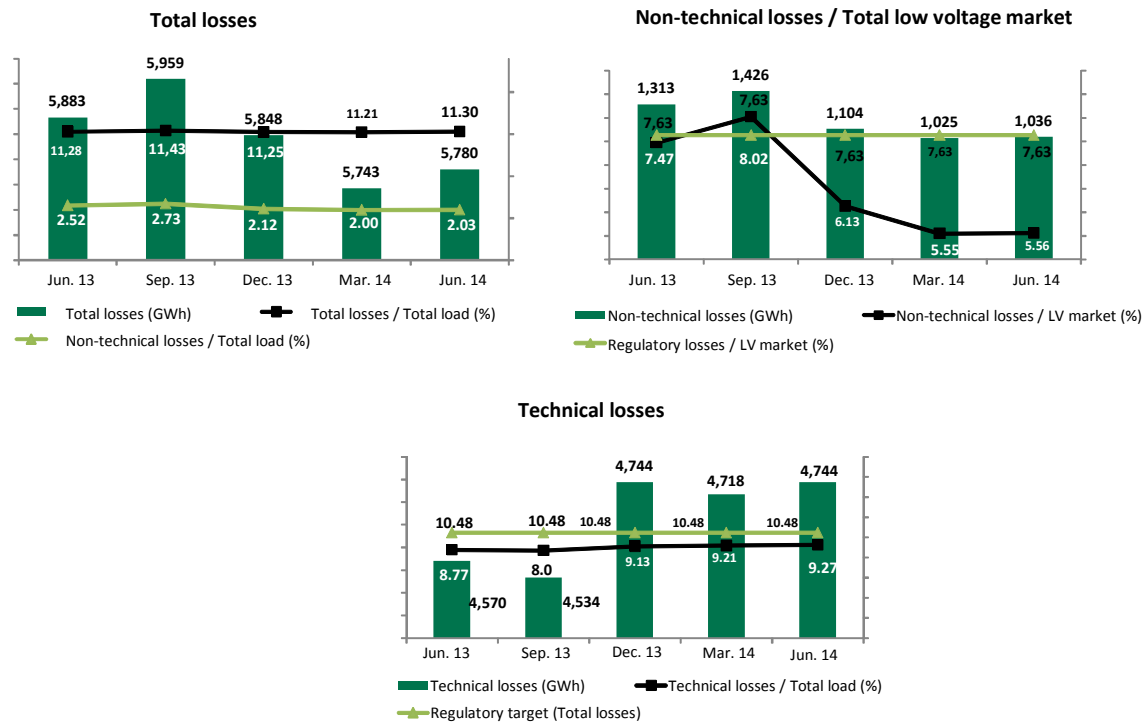 Total losses
5,883
5,959
5,848
11.21
11.30
5,743
5,780
11,28
11,43
11,25
2.52
2.73
2.12
2.00
2.03
Jun. 13
Sep. 13
Dec. 13
Mar. 14
Jun. 14
Total losses (GWh)
Total losses / Total load (%)
Non-technical losses / Total load (%)
Non-technical losses / Total low voltage market
1,313
1,426
1,104
1,025
1,036
7,63
7,63
7,63
7,63
7,63
7.47
8.02
6.13
5.55
5.56
Jun. 13
Sep. 13
Dec. 13
Mar. 14
Jun. 14
Non-technical losses (GWh)
Non-technical losses / LV market (%)
Regulatory losses / LV market (%)
Technical losses
4,744
4,718
4,744
10.48
10.48
10.48
10.48
10.48
8.77
8.0
9.13
9.21
9.27
4,570
4,534
Jun. 13
Sep. 13
Dec. 13
Mar. 14
Jun. 14
Technical losses (GWh)
Technical losses / Total load (%)
Regulatory target (Total losses)